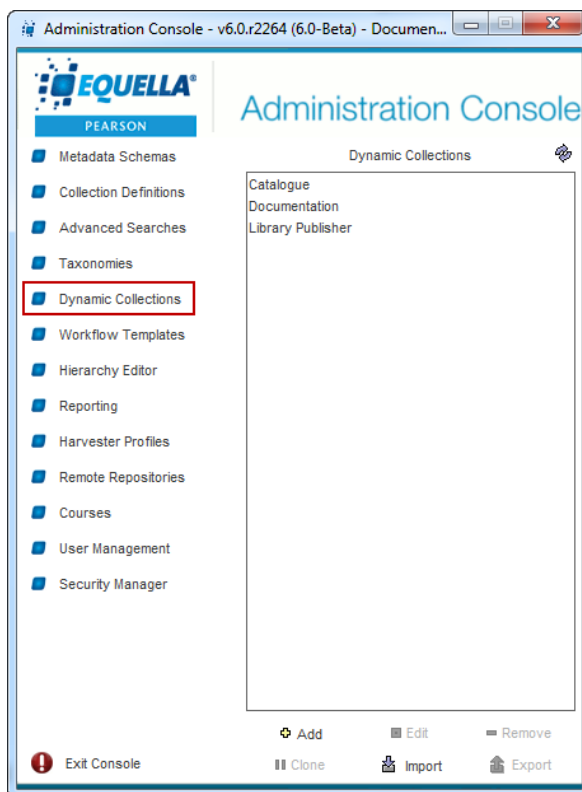 Administration Console - v6.0.r2264 (6.0-Beta) - Documen...
EQUELLA®
PEARSON
Administration Console
Metadata Schemas
Collection Definitions
Advanced Searches
Taxonomies
Dynamic Collections
Workflow Templates
Hierarchy Editor
Reporting
Harvester Profiles
Remote Repositories
Courses
User Management
Security Manager
Exit Console
Dynamic Collections
Catalogue
Documentation
Library Publisher
Add
Edit
Remove
Clone
Import
Export